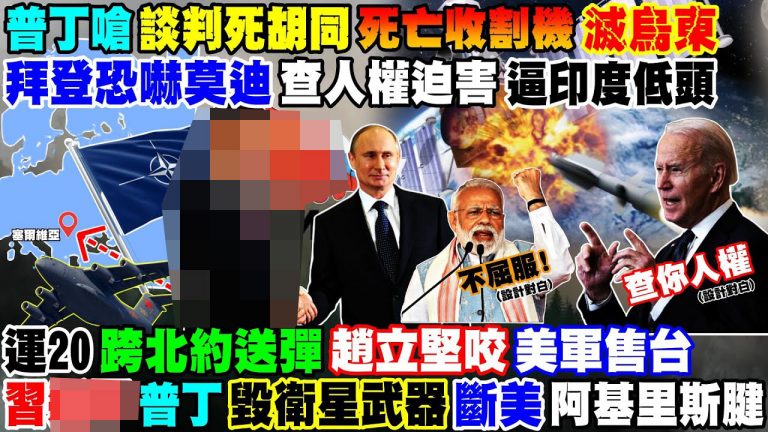 普丁嗆 談判死胡同 死亡收割機 滅烏東
拜登恐嚇莫迪 查人權迫害 逼印度低頭
塞爾維亞
不屈服!
(設計對白)
查你人權
(設計對白)
運20 跨北約送彈 趙立堅咬 美軍售台
習 普丁 毀衛星武器 斷美 阿基里斯腱